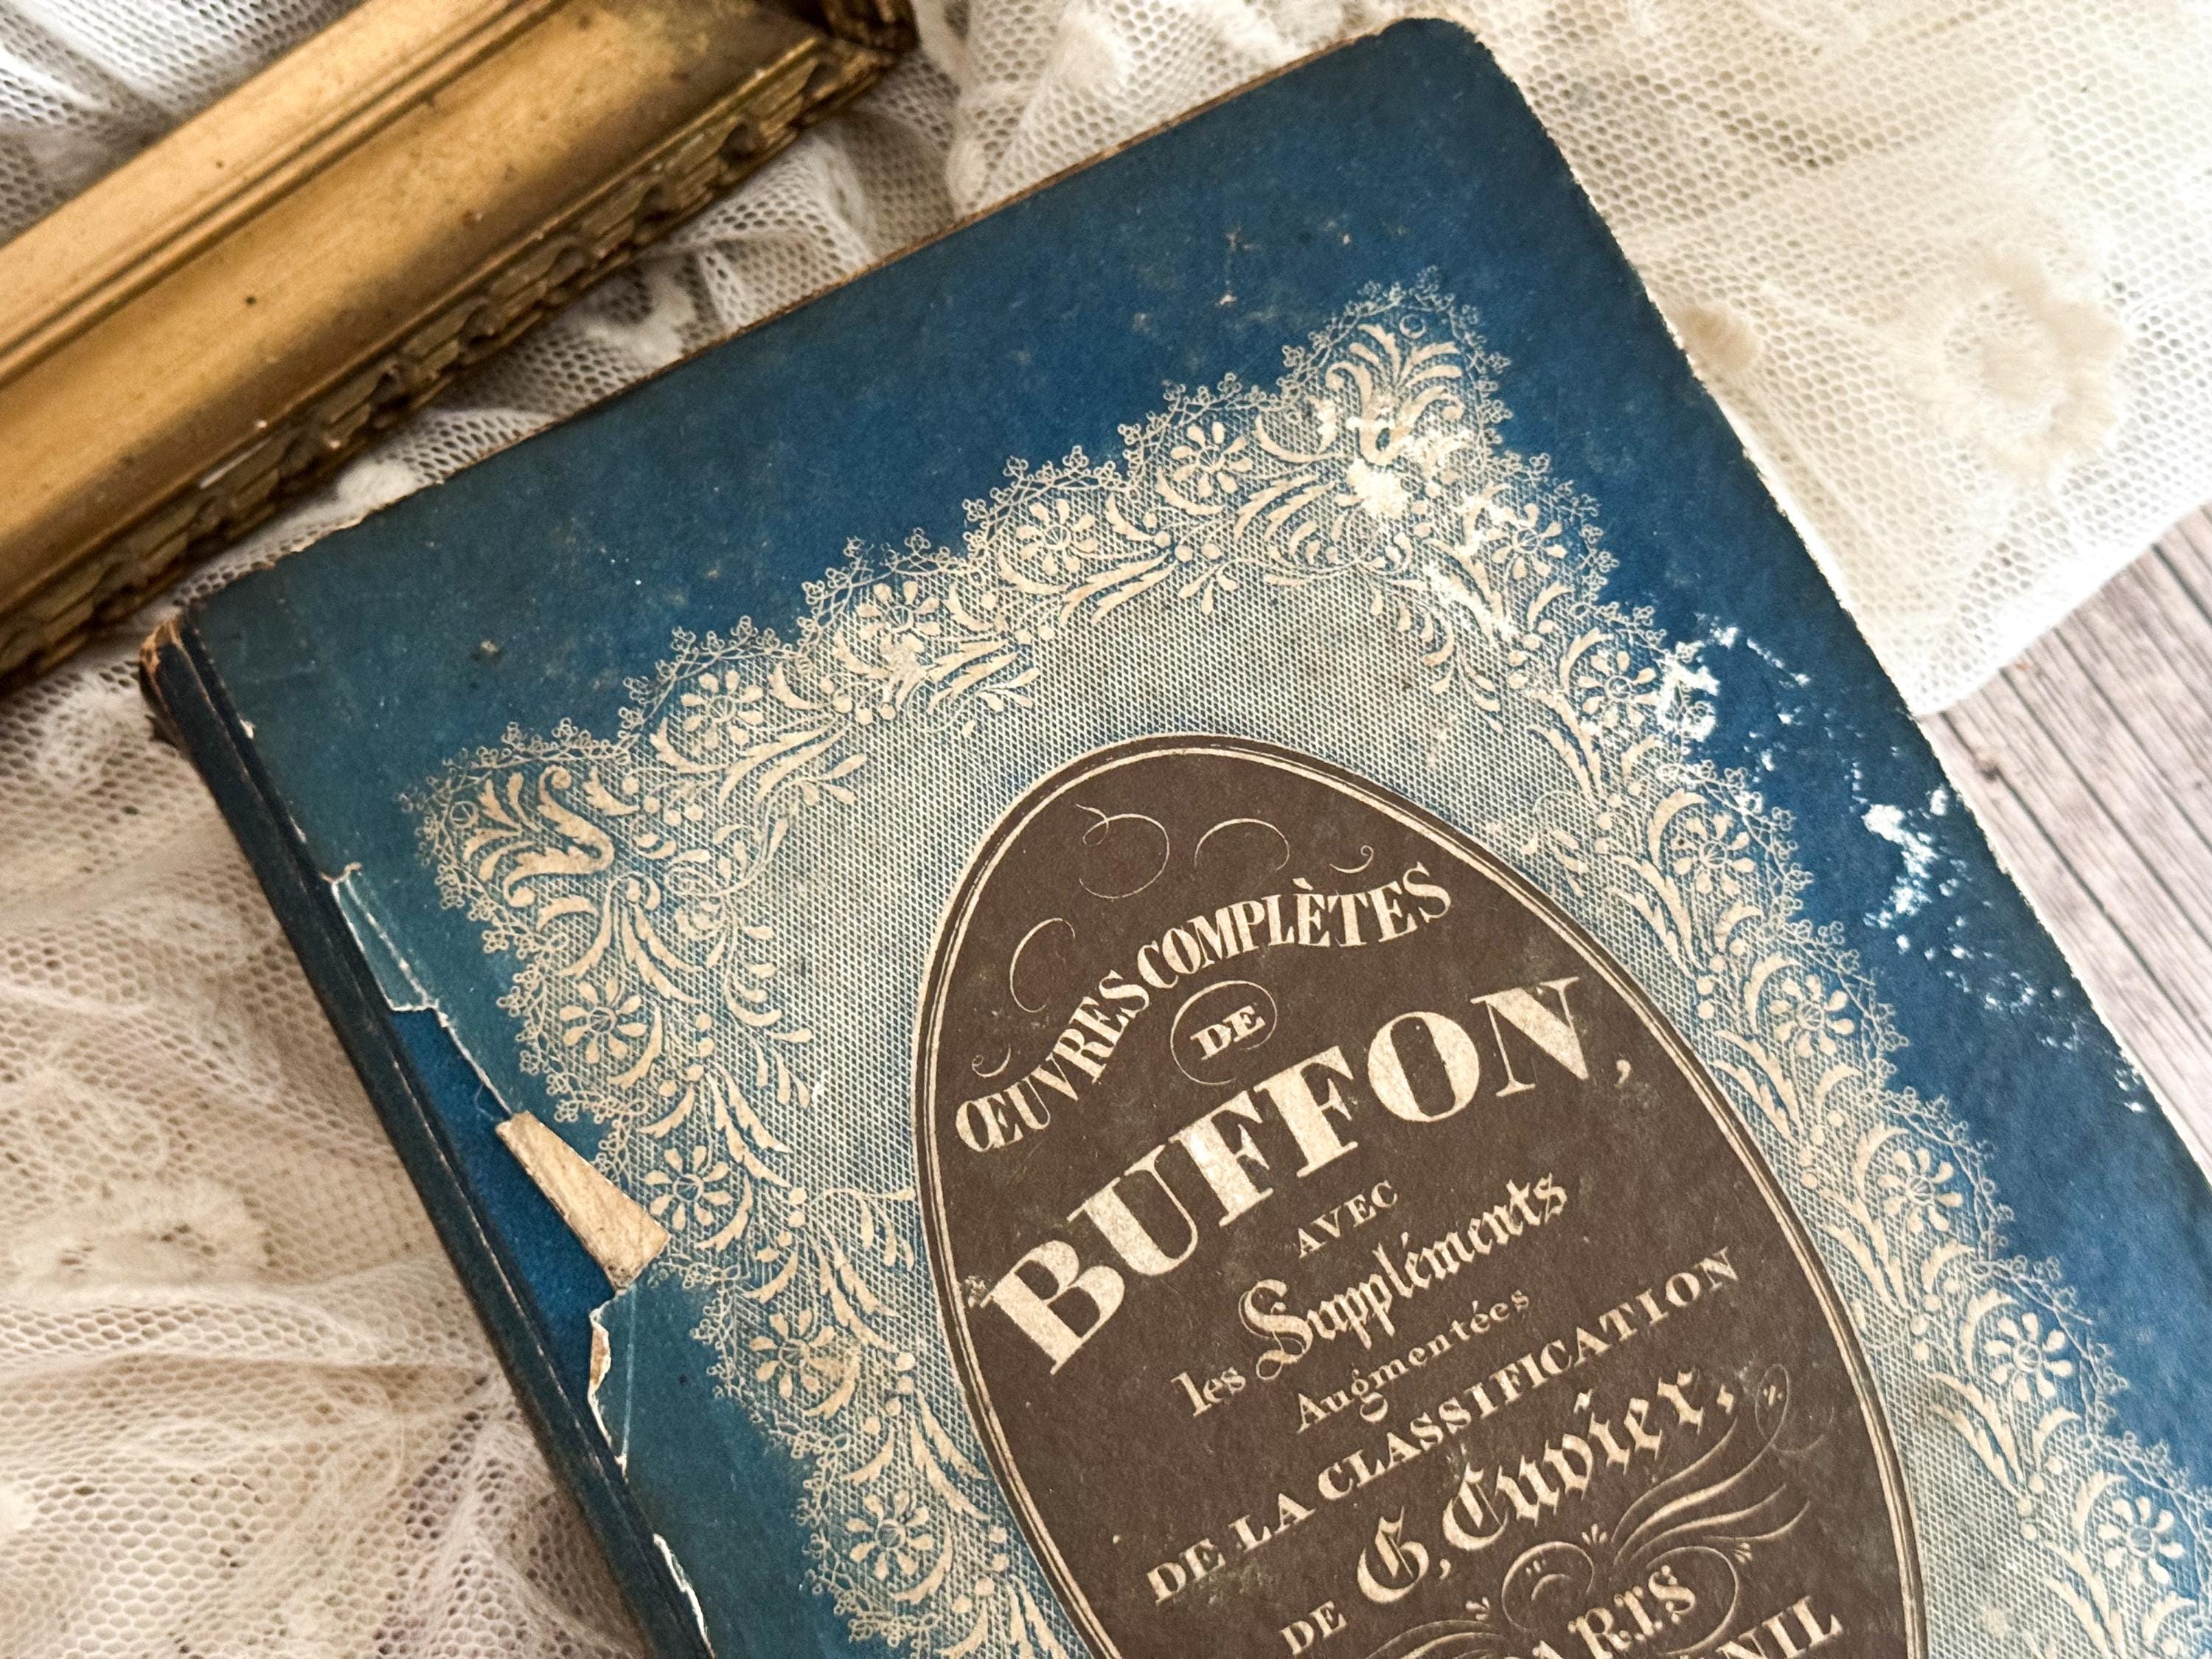 ŒUVRES COMPLÈTES
DE
BUFFON,
AVEC
les Suppléments
Augmentées
DE LA CLASSIFICATION
DE G. Cuvier.